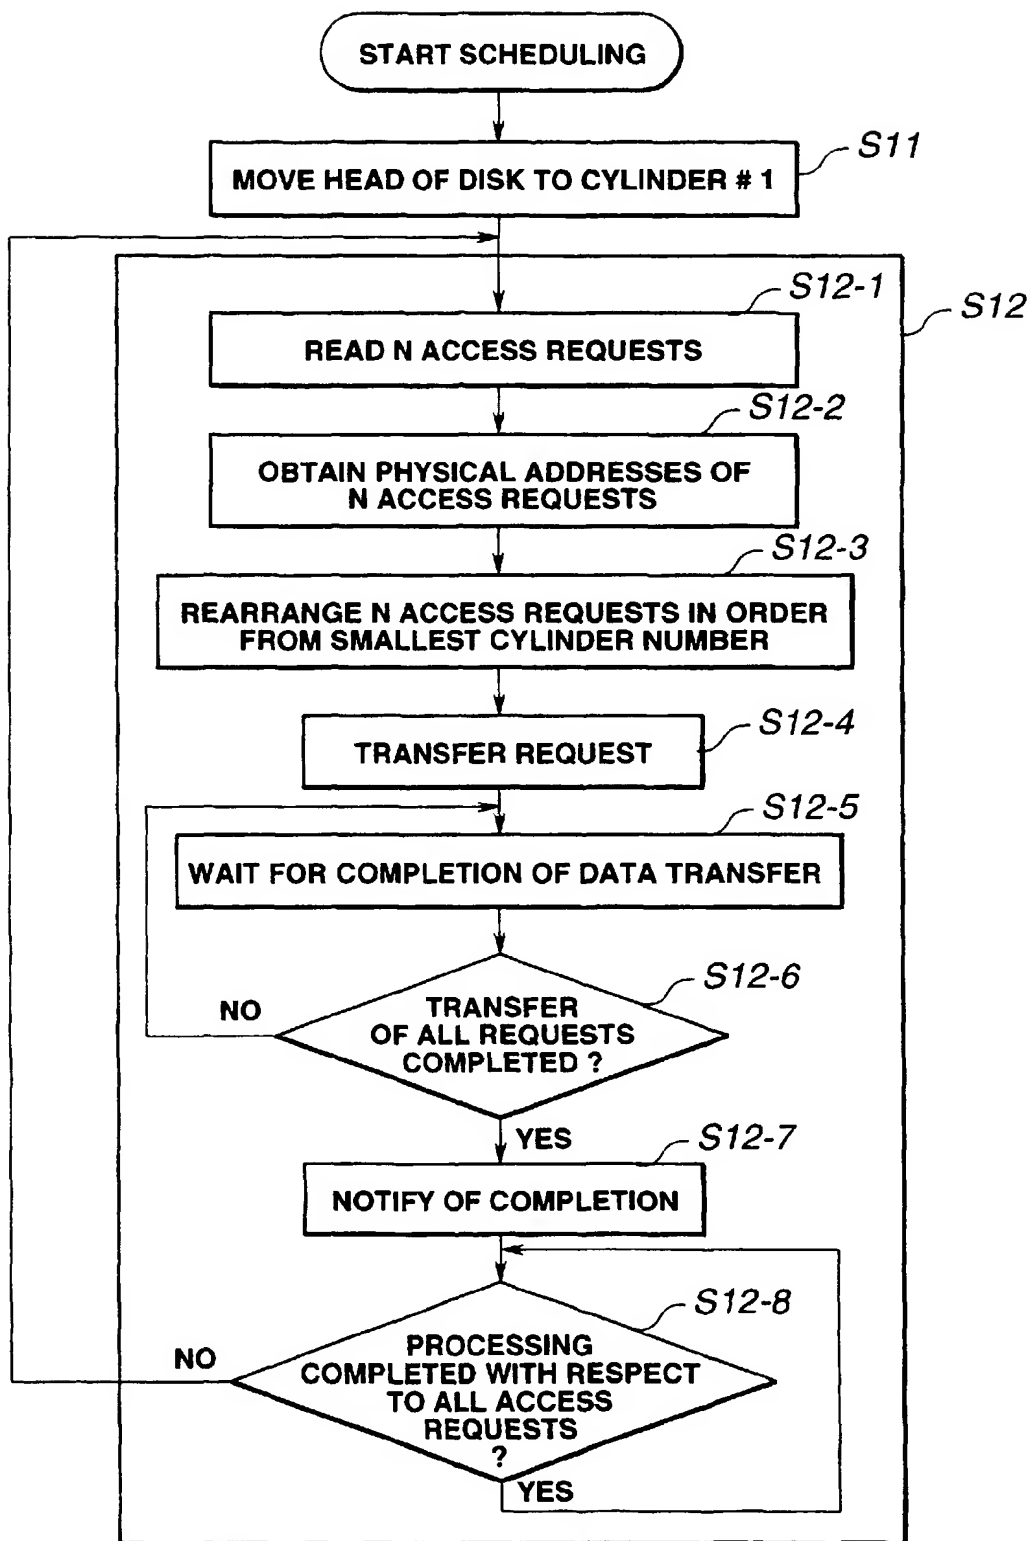 START SCHEDULING
S11
MOVE HEAD OF DISK TO CYLINDER # 1
S12-1
S12
READ N ACCESS REQUESTS
S12-2
OBTAIN PHYSICAL ADDRESSES OF
N ACCESS REQUESTS
S12-3
REARRANGE N ACCESS REQUESTS IN ORDER
FROM SMALLEST CYLINDER NUMBER
S12-4
TRANSFER REQUEST
S12-5
WAIT FOR COMPLETION OF DATA TRANSFER
S12-6
NO
TRANSFER
OF ALL REQUESTS
COMPLETED ?
YES
S12-7
NOTIFY OF COMPLETION
S12-8
NO
PROCESSING
COMPLETED WITH RESPECT
TO ALL ACCESS
REQUESTS
?
YES